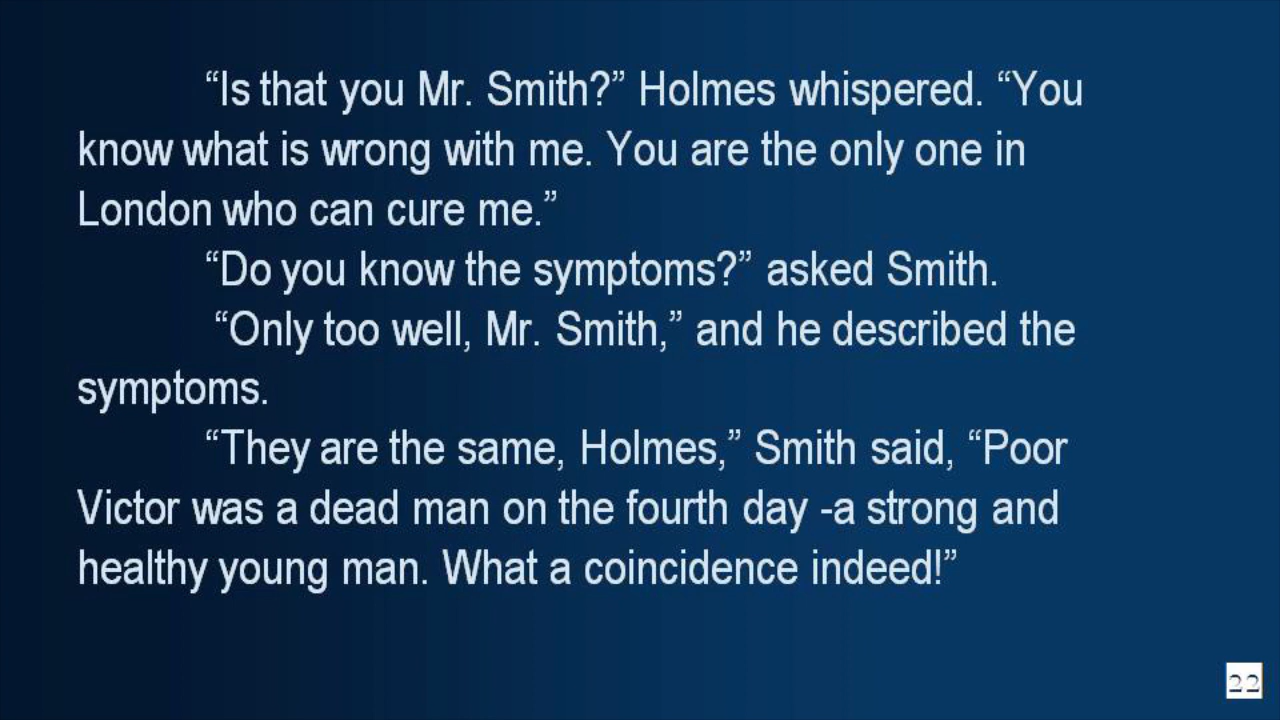 “Is that you Mr. Smith?” Holmes whispered. “You
know what is wrong with me. You are the only one in
London who can cure me.”
“Do you know the symptoms?” asked Smith.
“Only too well, Mr. Smith,” and he described the
symptoms.
“They are the same, Holmes,” Smith said, “Poor
Victor was a dead man on the fourth day -a strong and
healthy young man. What a coincidence indeed!”
22